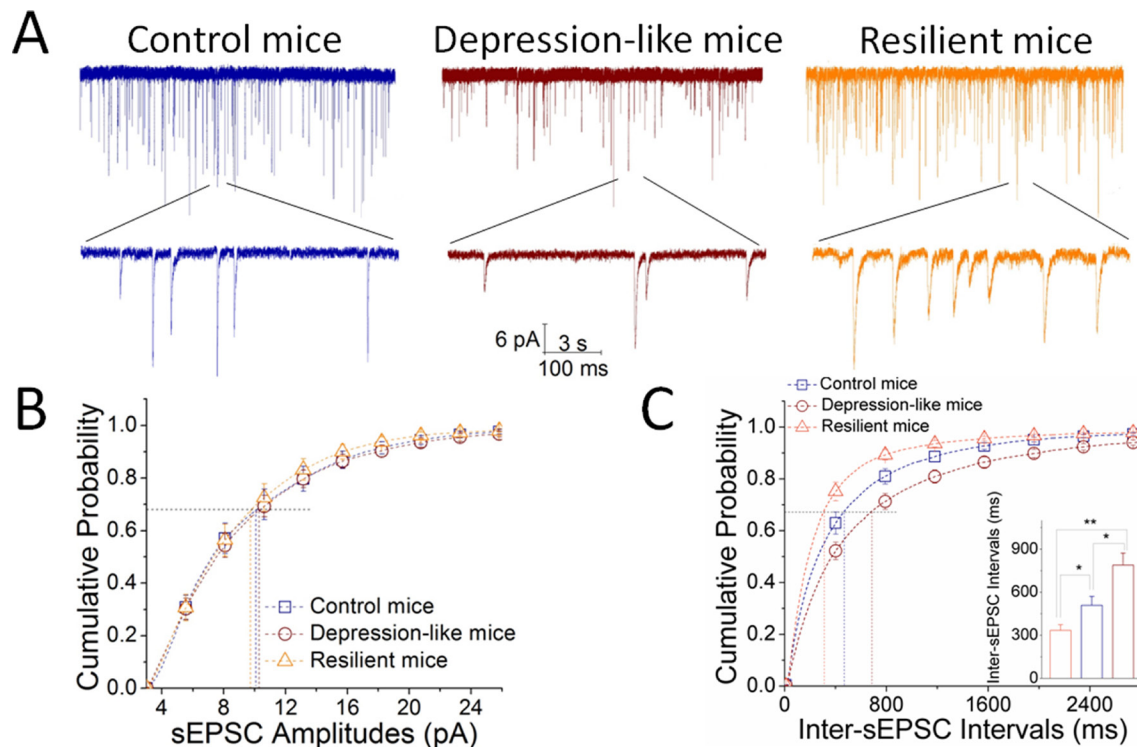 A
Control mice
Depression-like mice
Resilient mice
6 pA
3 s
100 ms
B
Cumulative Probability
1.0
0.8
0.6
0.4
0.2
0.0
4 8 12 16 20 24
sEPSC Amplitudes (pA)
Control mice
Depression-like mice
Resilient mice
C
Cumulative Probability
1.0
0.8
0.6
0.4
0.2
0.0
0 800 1600 2400
Inter-sEPSC Intervals (ms)
Control mice
Depression-like mice
Resilient mice
Inter-sEPSC Intervals (ms)
900
600
300
0
**
*
*